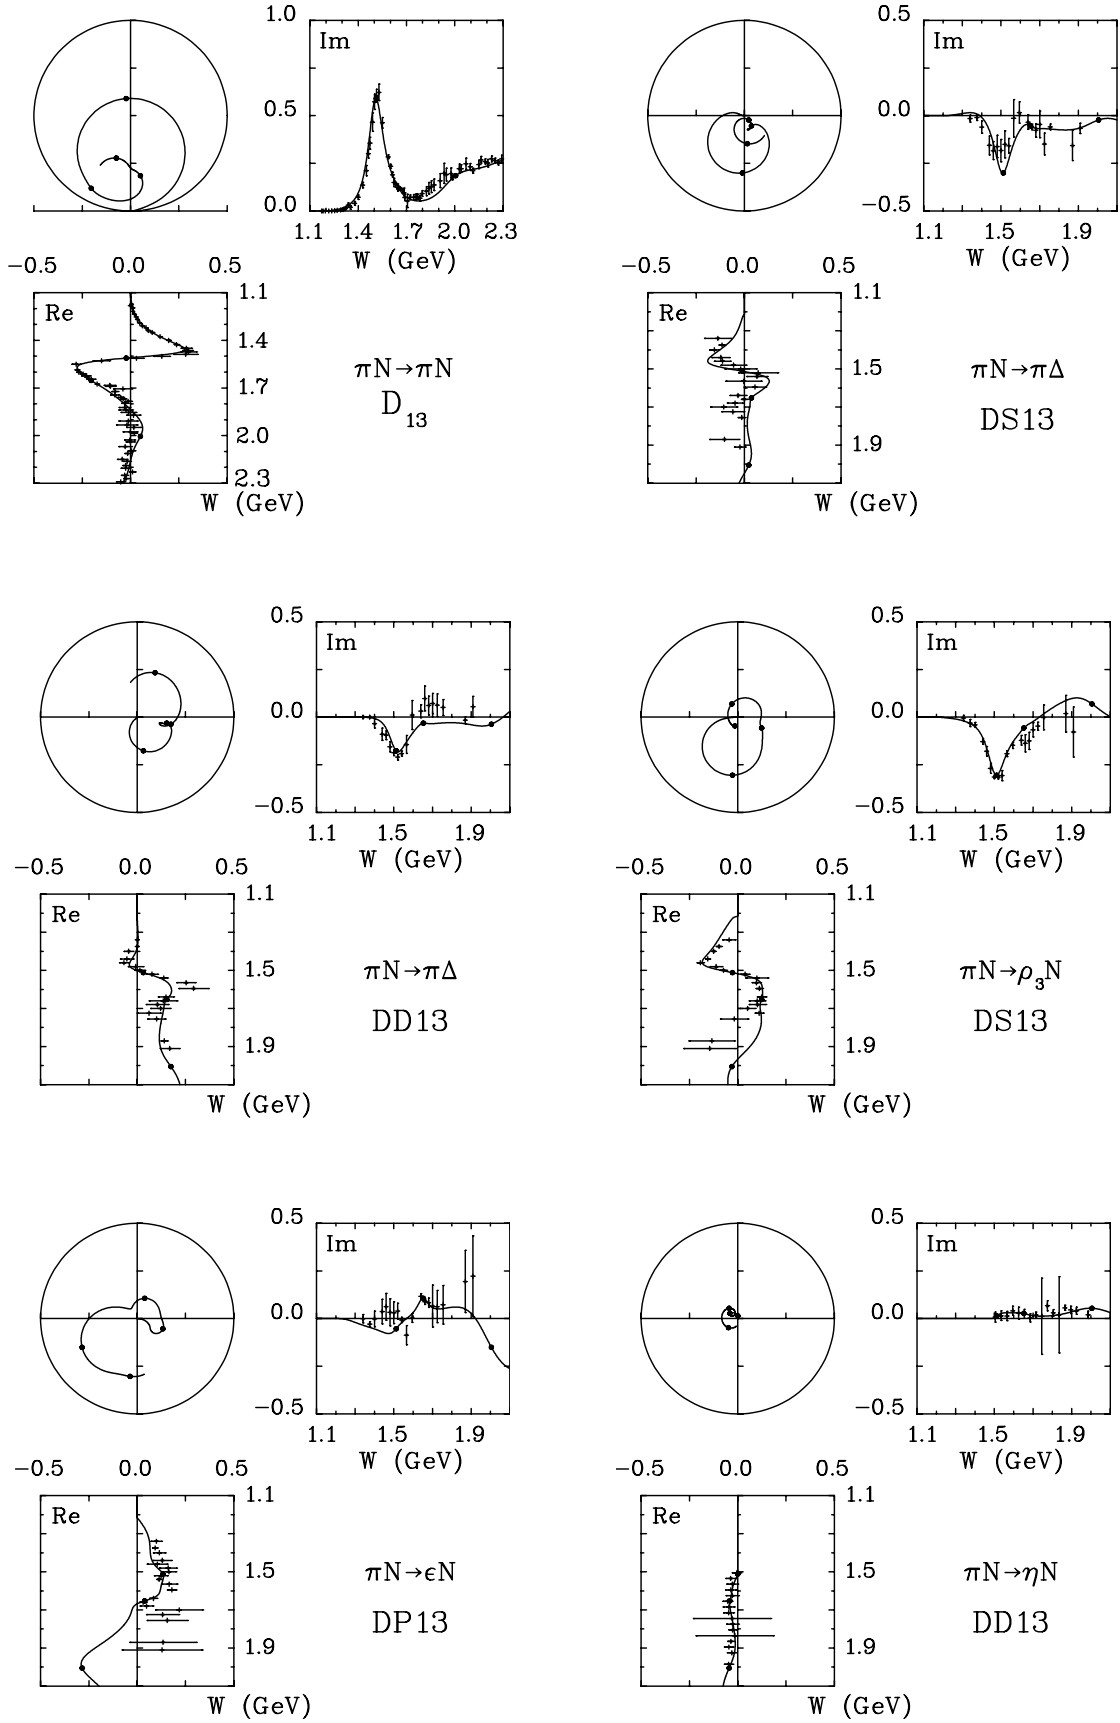 1.0
Im
0.5
0.0
1.1 1.4 1.7 2.0 2.3
W (GeV)
−0.5 0.0 0.5
Re
1.1
1.4
1.7
2.0
2.3
W (GeV)
πN→πN
D13
0.5
Im
0.0
−0.5
1.1 1.5 1.9
W (GeV)
−0.5 0.0 0.5
Re
1.1
1.5
1.9
W (GeV)
πN→πΔ
DS13
0.5
Im
0.0
−0.5
1.1 1.5 1.9
W (GeV)
−0.5 0.0 0.5
Re
1.1
1.5
1.9
W (GeV)
πN→πΔ
DD13
0.5
Im
0.0
−0.5
1.1 1.5 1.9
W (GeV)
−0.5 0.0 0.5
Re
1.1
1.5
1.9
W (GeV)
πN→ρ3N
DS13
0.5
Im
0.0
−0.5
1.1 1.5 1.9
W (GeV)
−0.5 0.0 0.5
Re
1.1
1.5
1.9
W (GeV)
πN→ϵN
DP13
0.5
Im
0.0
−0.5
1.1 1.5 1.9
W (GeV)
−0.5 0.0 0.5
Re
1.1
1.5
1.9
W (GeV)
πN→ηN
DD13